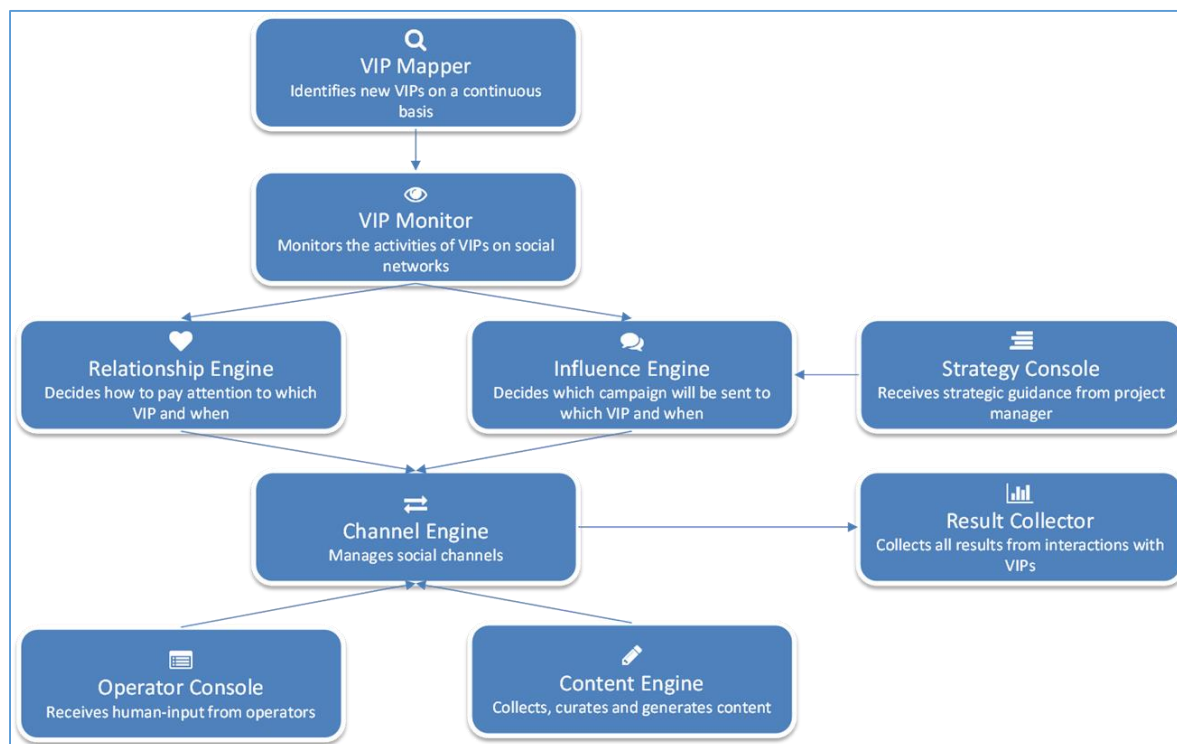 VIP Mapper
Identifies new VIPs on a continuous
basis
VIP Monitor
Monitors the activities of VIPs on social
networks
Relationship Engine
Decides how to pay attention to which
VIP and when
Influence Engine
Decides which campaign will be sent to
which VIP and when
Strategy Console
Receives strategic guidance from project
manager
Channel Engine
Manages social channels
Result Collector
Collects all results from interactions with
VIPs
Operator Console
Receives human-input from operators
Content Engine
Collects, curates and generates content